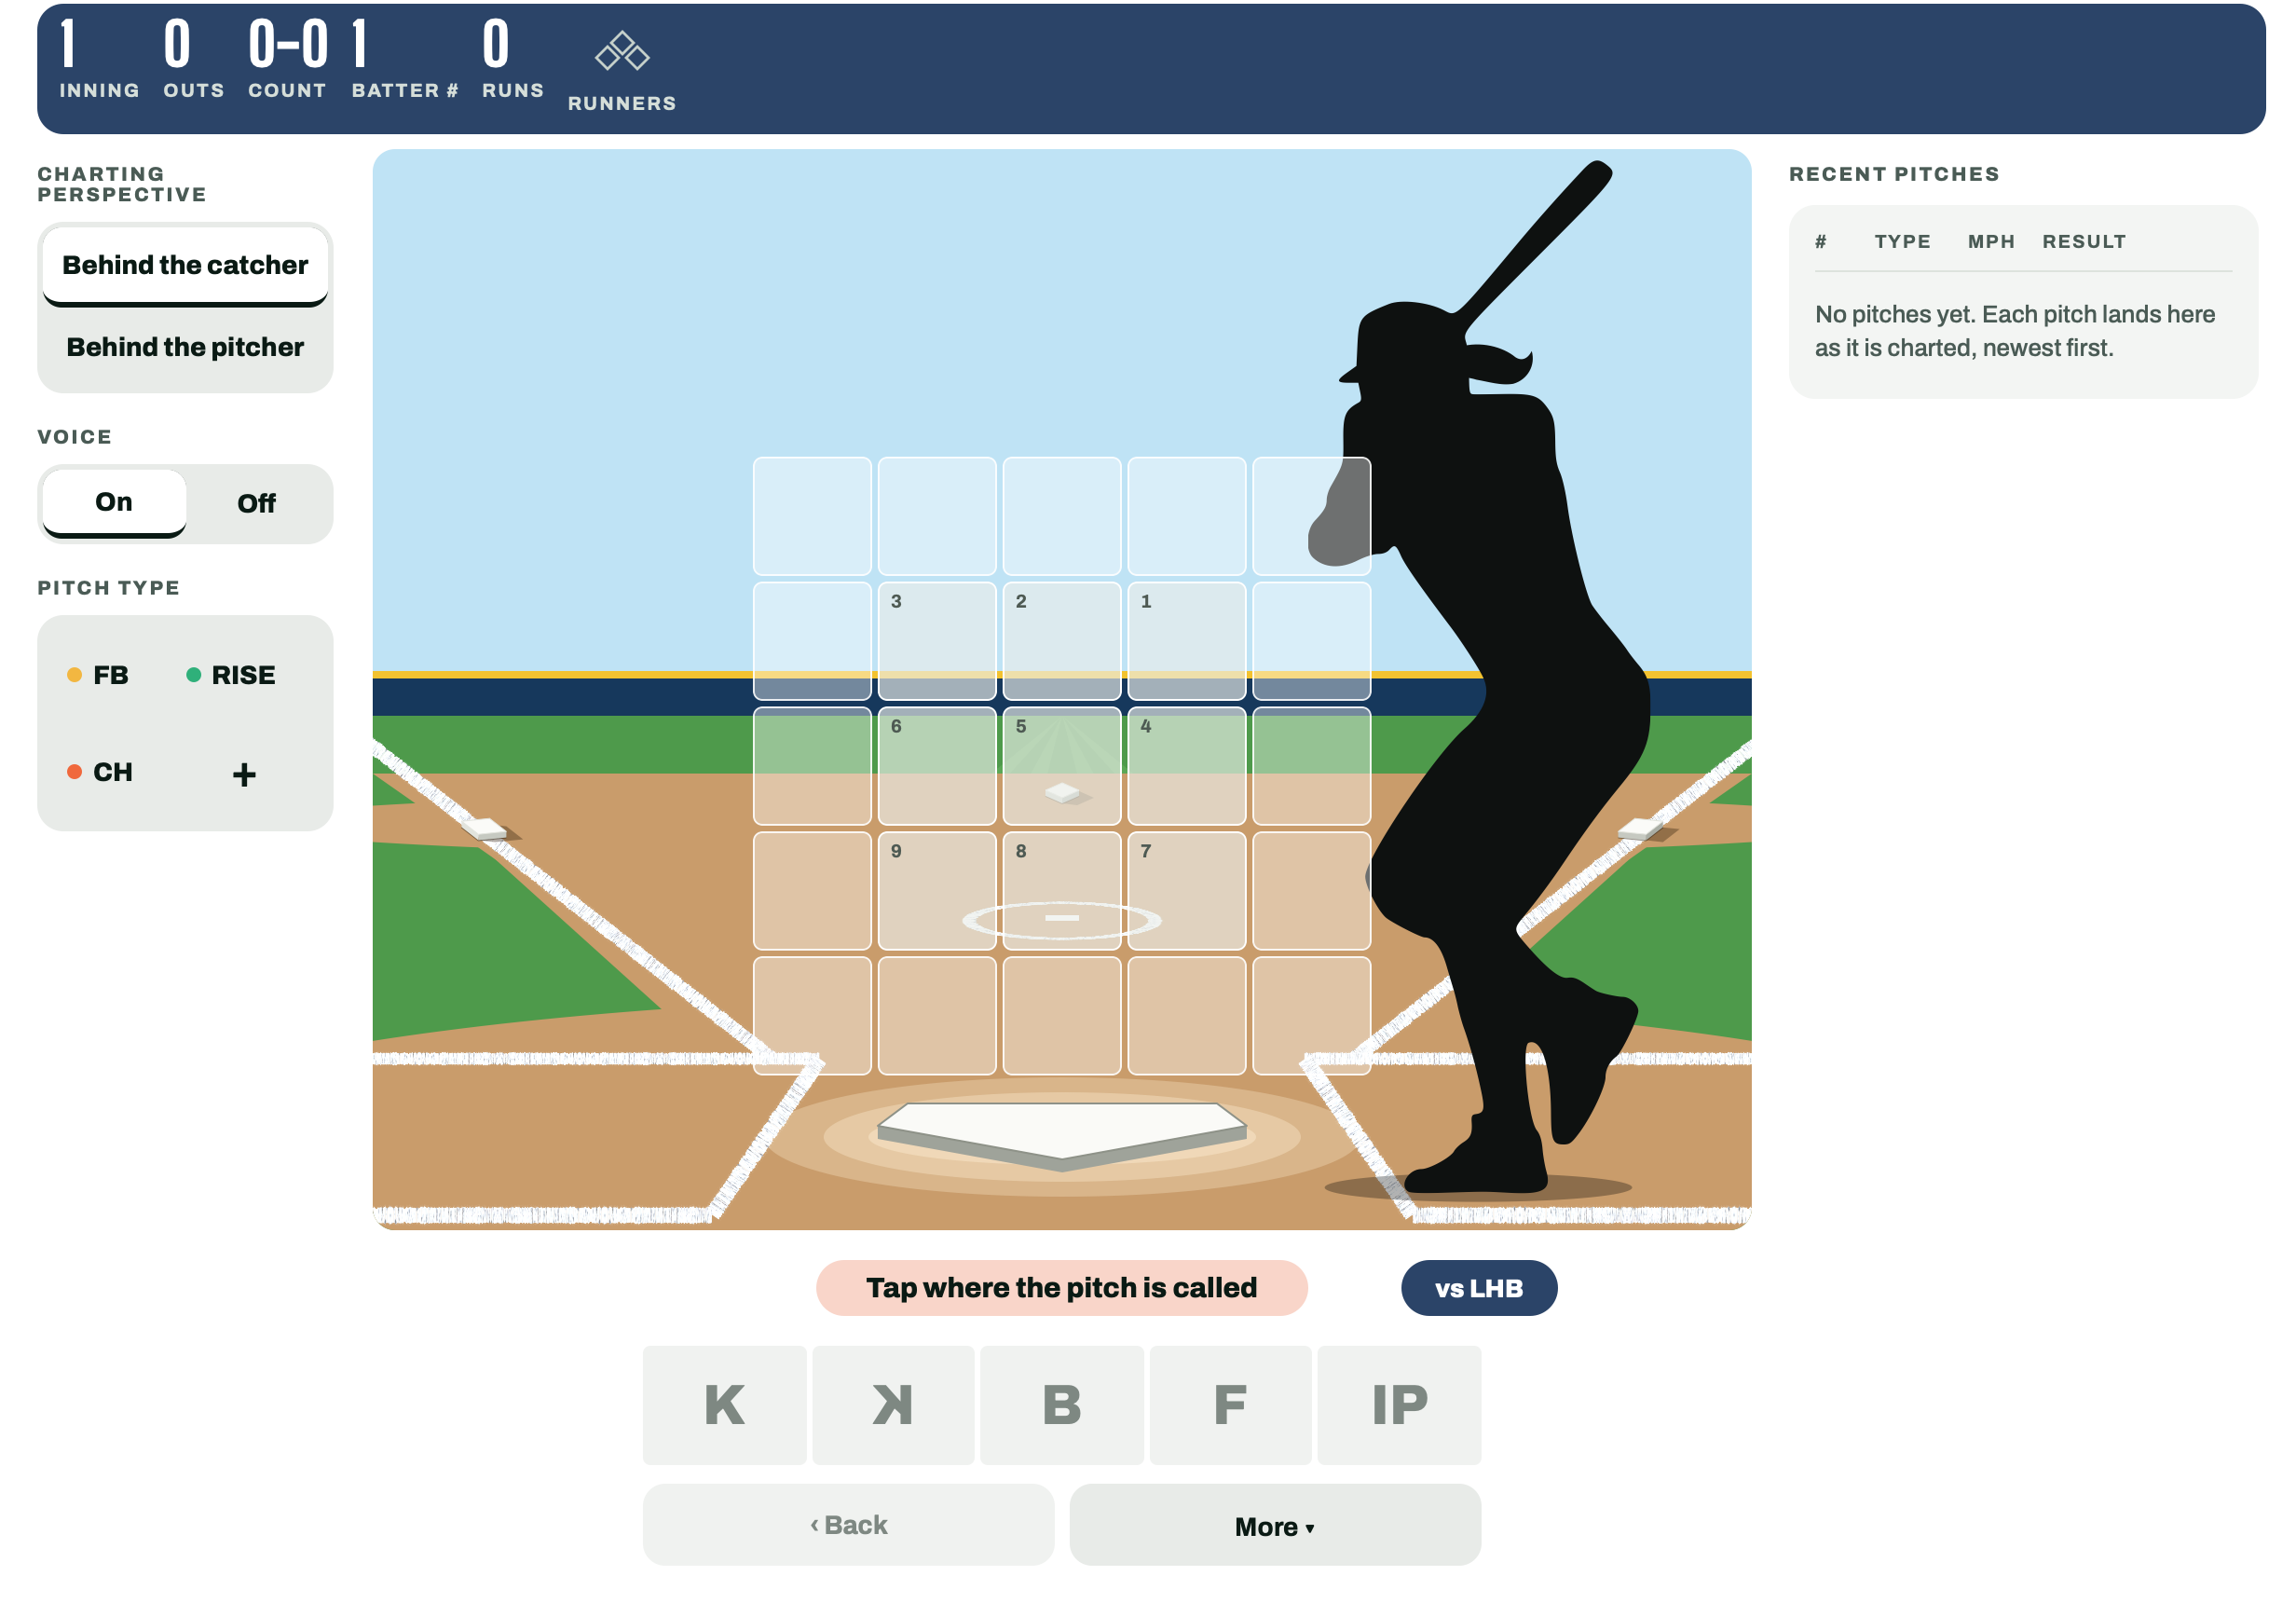 1 0 0-0 1 0
INNING OUTS COUNT BATTER # RUNS RUNNERS
CHARTING
PERSPECTIVE
Behind the catcher
Behind the pitcher
VOICE
On Off
PITCH TYPE
FB RISE
CH +
3 2 1
6 5 4
9 8 7
RECENT PITCHES
# TYPE MPH RESULT
No pitches yet. Each pitch lands here
as it is charted, newest first.
Tap where the pitch is called
vs LHB
K ꓘ B F IP
‹ Back
More ▾